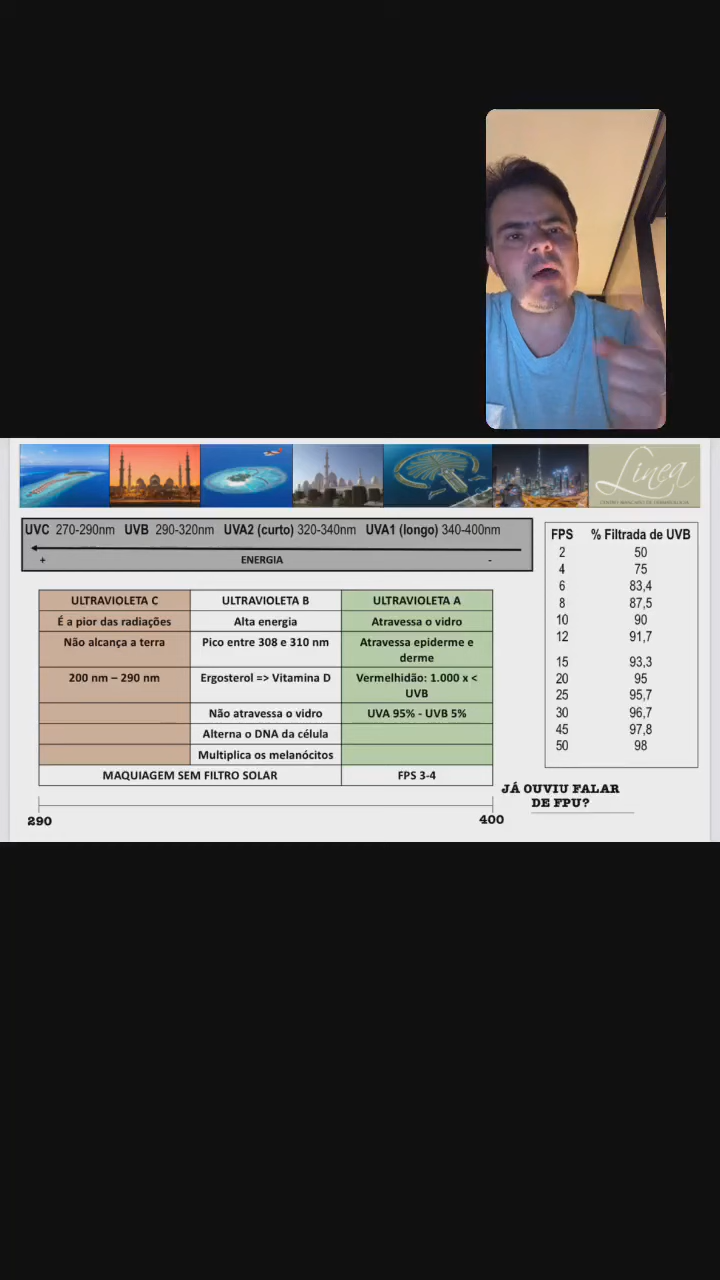 Linea
UVC 270-290nm UVB 290-320nm UVA2 (curto) 320-340nm UVA1 (longo) 340-400nm
+ ENERGIA -
FPS % Filtrada de UVB
2 50
4 75
6 83,4
8 87,5
10 90
12 91,7
15 93,3
20 95
25 95,7
30 96,7
45 97,8
50 98
ULTRAVIOLETA C ULTRAVIOLETA B ULTRAVIOLETA A
É a pior das radiações Alta energia Atravessa o vidro
Não alcança a terra Pico entre 308 e 310 nm Atravessa epiderme e
derme
200 nm – 290 nm Ergosterol => Vitamina D Vermelhidão: 1.000 x <
UVB
Não atravessa o vidro UVA 95% - UVB 5%
Alterna o DNA da célula
Multiplica os melanócitos
MAQUIAGEM SEM FILTRO SOLAR FPS 3-4
JÁ OUVIU FALAR
DE FPU?
290 400